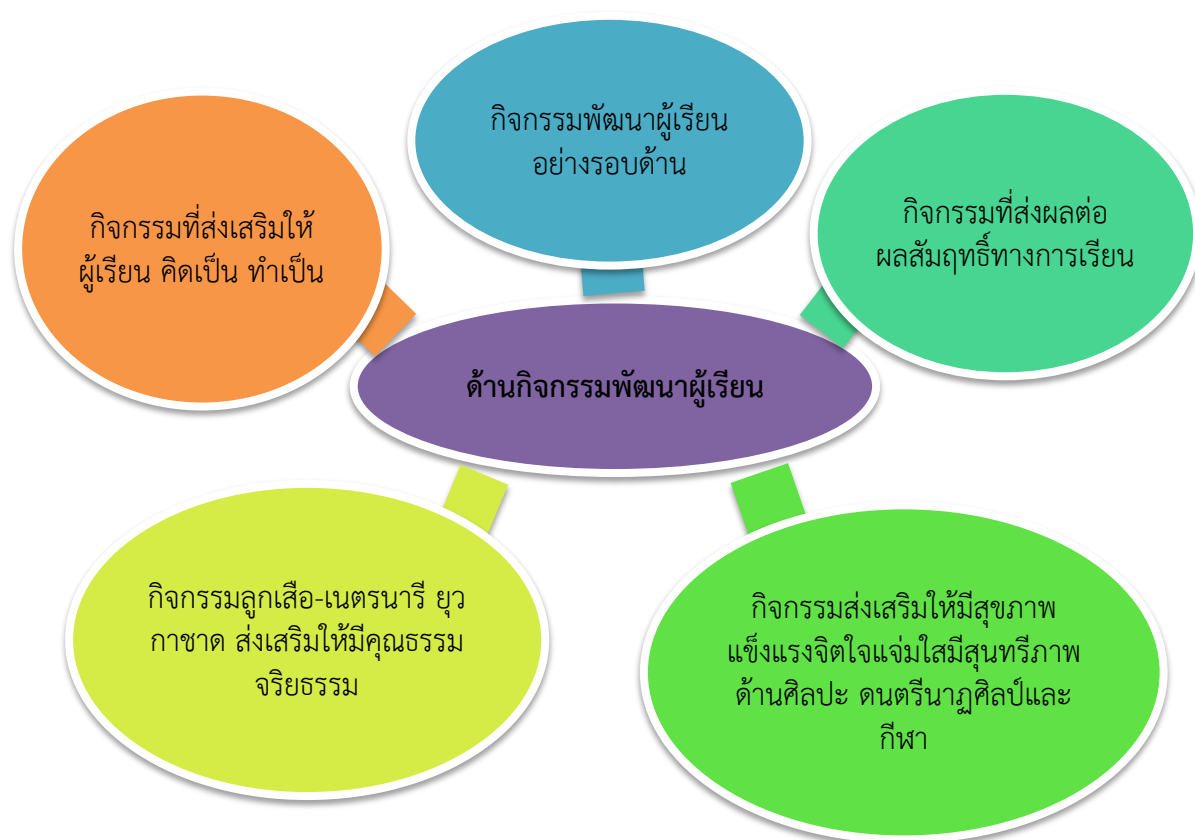 กิจกรรมพัฒนาผู้เรียน
อย่างรอบด้าน
กิจกรรมที่ส่งเสริมให้
ผู้เรียน คิดเป็น ทำเป็น
กิจกรรมที่ส่งผลต่อ
ผลสัมฤทธิ์ทางการเรียน
ด้านกิจกรรมพัฒนาผู้เรียน
กิจกรรมลูกเสือ-เนตรนารี ยุว
กาชาด ส่งเสริมให้มีคุณธรรม
จริยธรรม
กิจกรรมส่งเสริมให้มีสุขภาพ
แข็งแรงจิตใจแจ่มใสมีสุนทรีภาพ
ด้านศิลปะ ดนตรีนาฏศิลป์และ
กีฬา